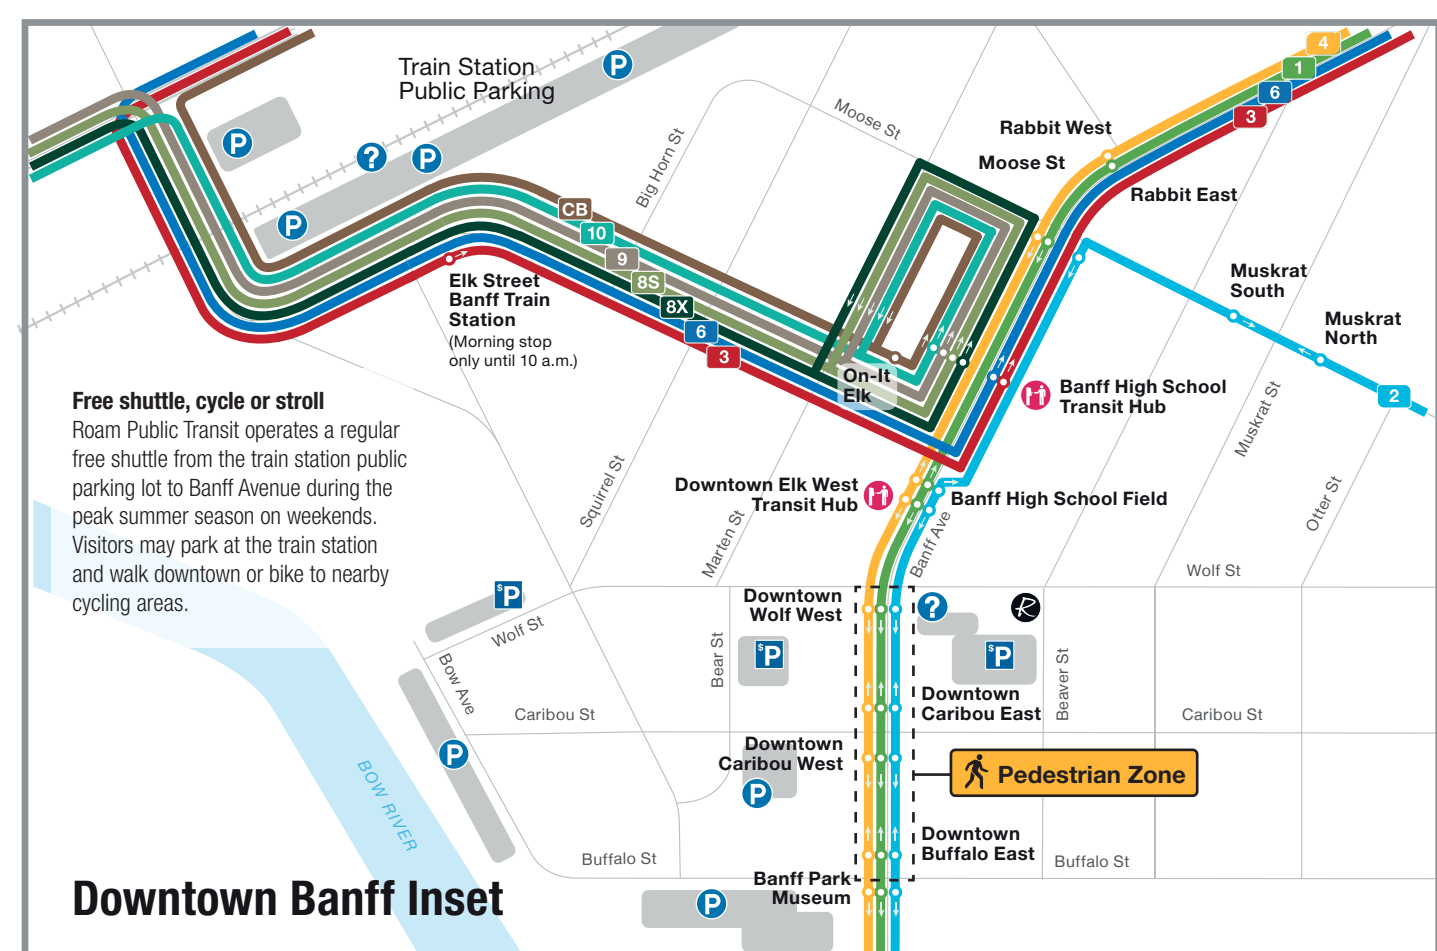 Train Station
Public Parking
P
P
P
P
?
4
1
6
3
Rabbit West
Moose St
Rabbit East
Moose St
Big Horn St
CB
10
9
8S
8X
6
3
Elk Street
Banff Train
Station
(Morning stop
only until 10 a.m.)
On-It
Elk
Muskrat
South
Muskrat
North
2
Banff High School
Transit Hub
Muskrat St
Otter St
Free shuttle, cycle or stroll
Roam Public Transit operates a regular
free shuttle from the train station public
parking lot to Banff Avenue during the
peak summer season on weekends.
Visitors may park at the train station
and walk downtown or bike to nearby
cycling areas.
Squirrel St
Marten St
Downtown Elk West
Transit Hub
Banff High School Field
Banff Ave
Wolf St
$P
Wolf St
Downtown
Wolf West
?
R
Bear St
$P
$P
Beaver St
Bow Ave
Caribou St
Downtown
Caribou East
Caribou St
P
Downtown
Caribou West
P
Pedestrian Zone
BOW RIVER
Buffalo St
Downtown
Buffalo East
Buffalo St
Banff Park
Museum
P
Downtown Banff Inset